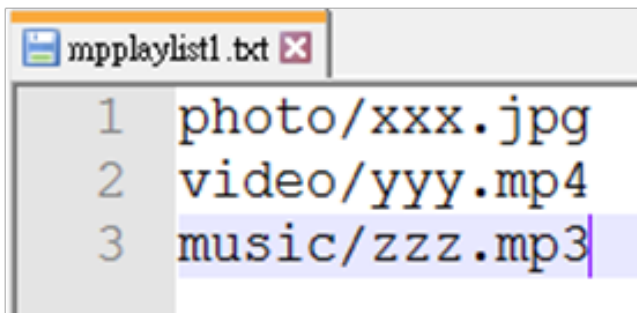 mpplaylist1.txt
1 photo/xxx.jpg
2 video/yyy.mp4
3 music/zzz.mp3